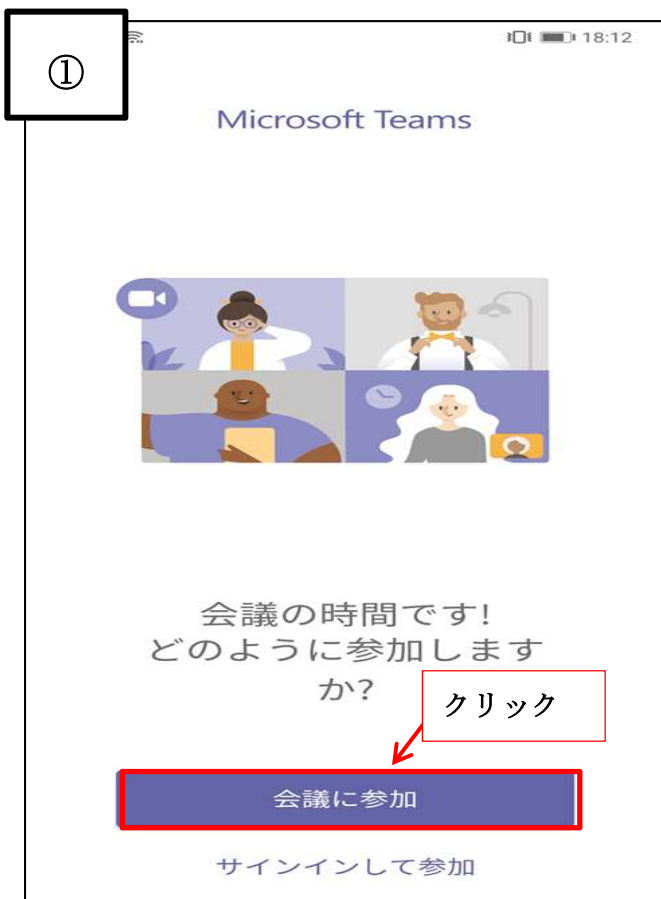 ①
18:12
Microsoft Teams
会議の時間です!
どのように参加します
か?
クリック
会議に参加
サインインして参加